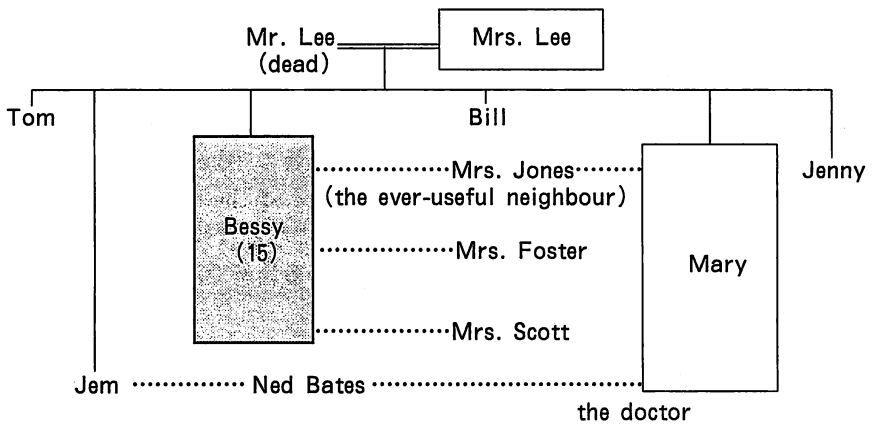 Mr. Lee
(dead)
Mrs. Lee
Tom
Bill
Jenny
Mrs. Jones
(the ever-useful neighbour)
Bessy
(15)
Mrs. Foster
Mary
Mrs. Scott
Jem
Ned Bates
the doctor